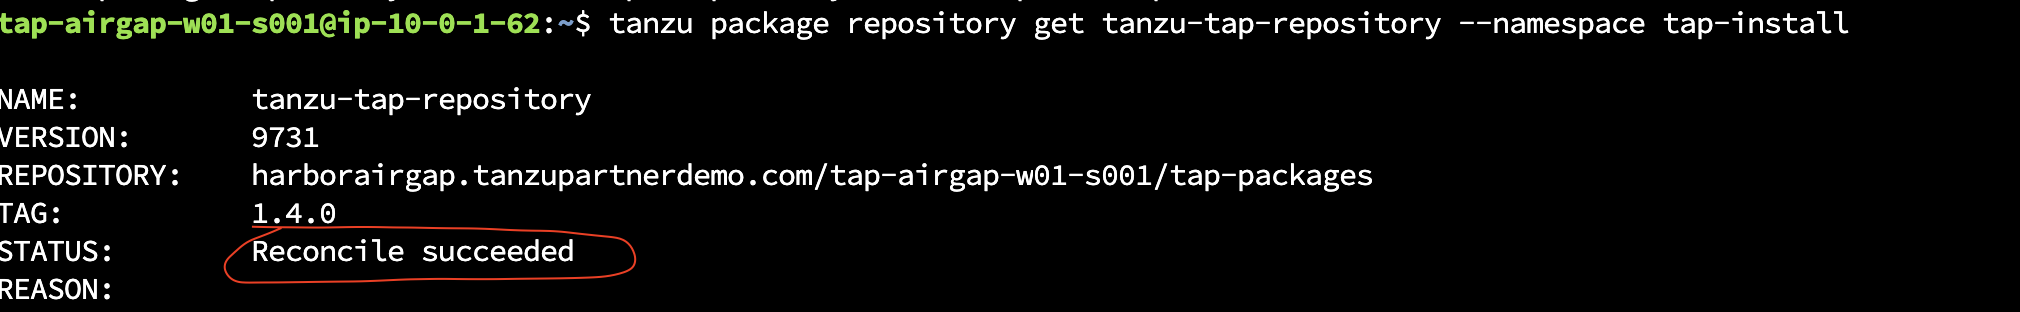 tap-airgap-w01-s001@ip-10-0-1-62:~$ tanzu package repository get tanzu-tap-repository --namespace tap-install
NAME: tanzu-tap-repository
VERSION: 9731
REPOSITORY: harborairgap.tanzupartnerdemo.com/tap-airgap-w01-s001/tap-packages
TAG: 1.4.0
STATUS: Reconcile succeeded
REASON: